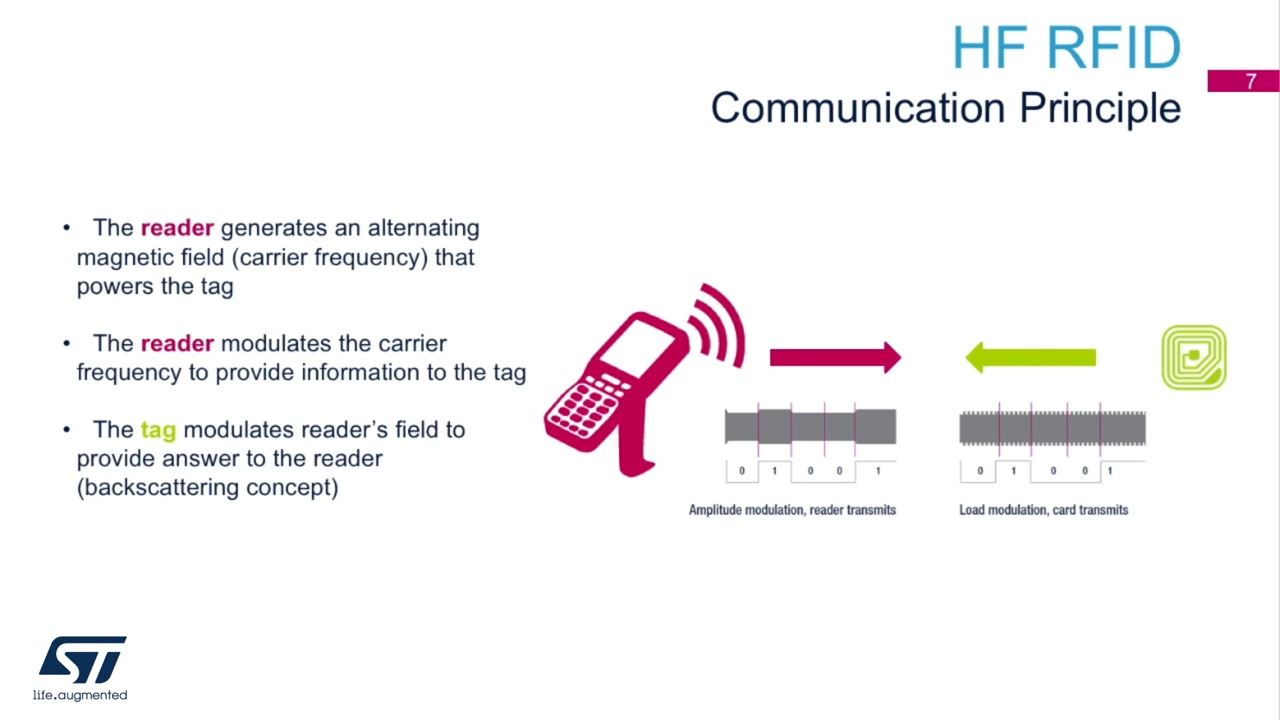 HF RFID
7
Communication Principle
• The reader generates an alternating
magnetic field (carrier frequency) that
powers the tag
• The reader modulates the carrier
frequency to provide information to the tag
• The tag modulates reader's field to
provide answer to the reader
(backscattering concept)
0 1 0 0 1
0 1 0 0 1
Amplitude modulation, reader transmits
Load modulation, card transmits
ST
life.augmented